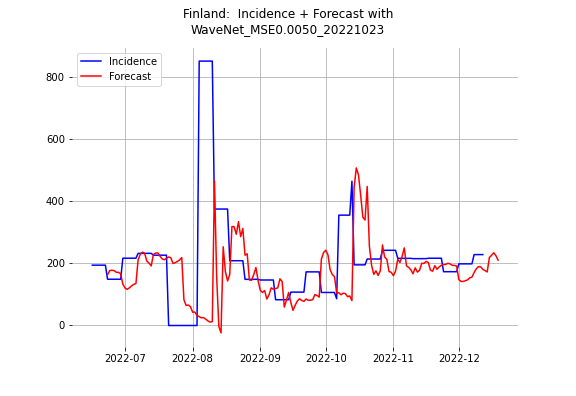 Finland:  Incidence + Forecast with
WaveNet_MSE0.0050_20221023
Incidence
Forecast
800
600
400
200
0
2022-07
2022-08
2022-09
2022-10
2022-11
2022-12